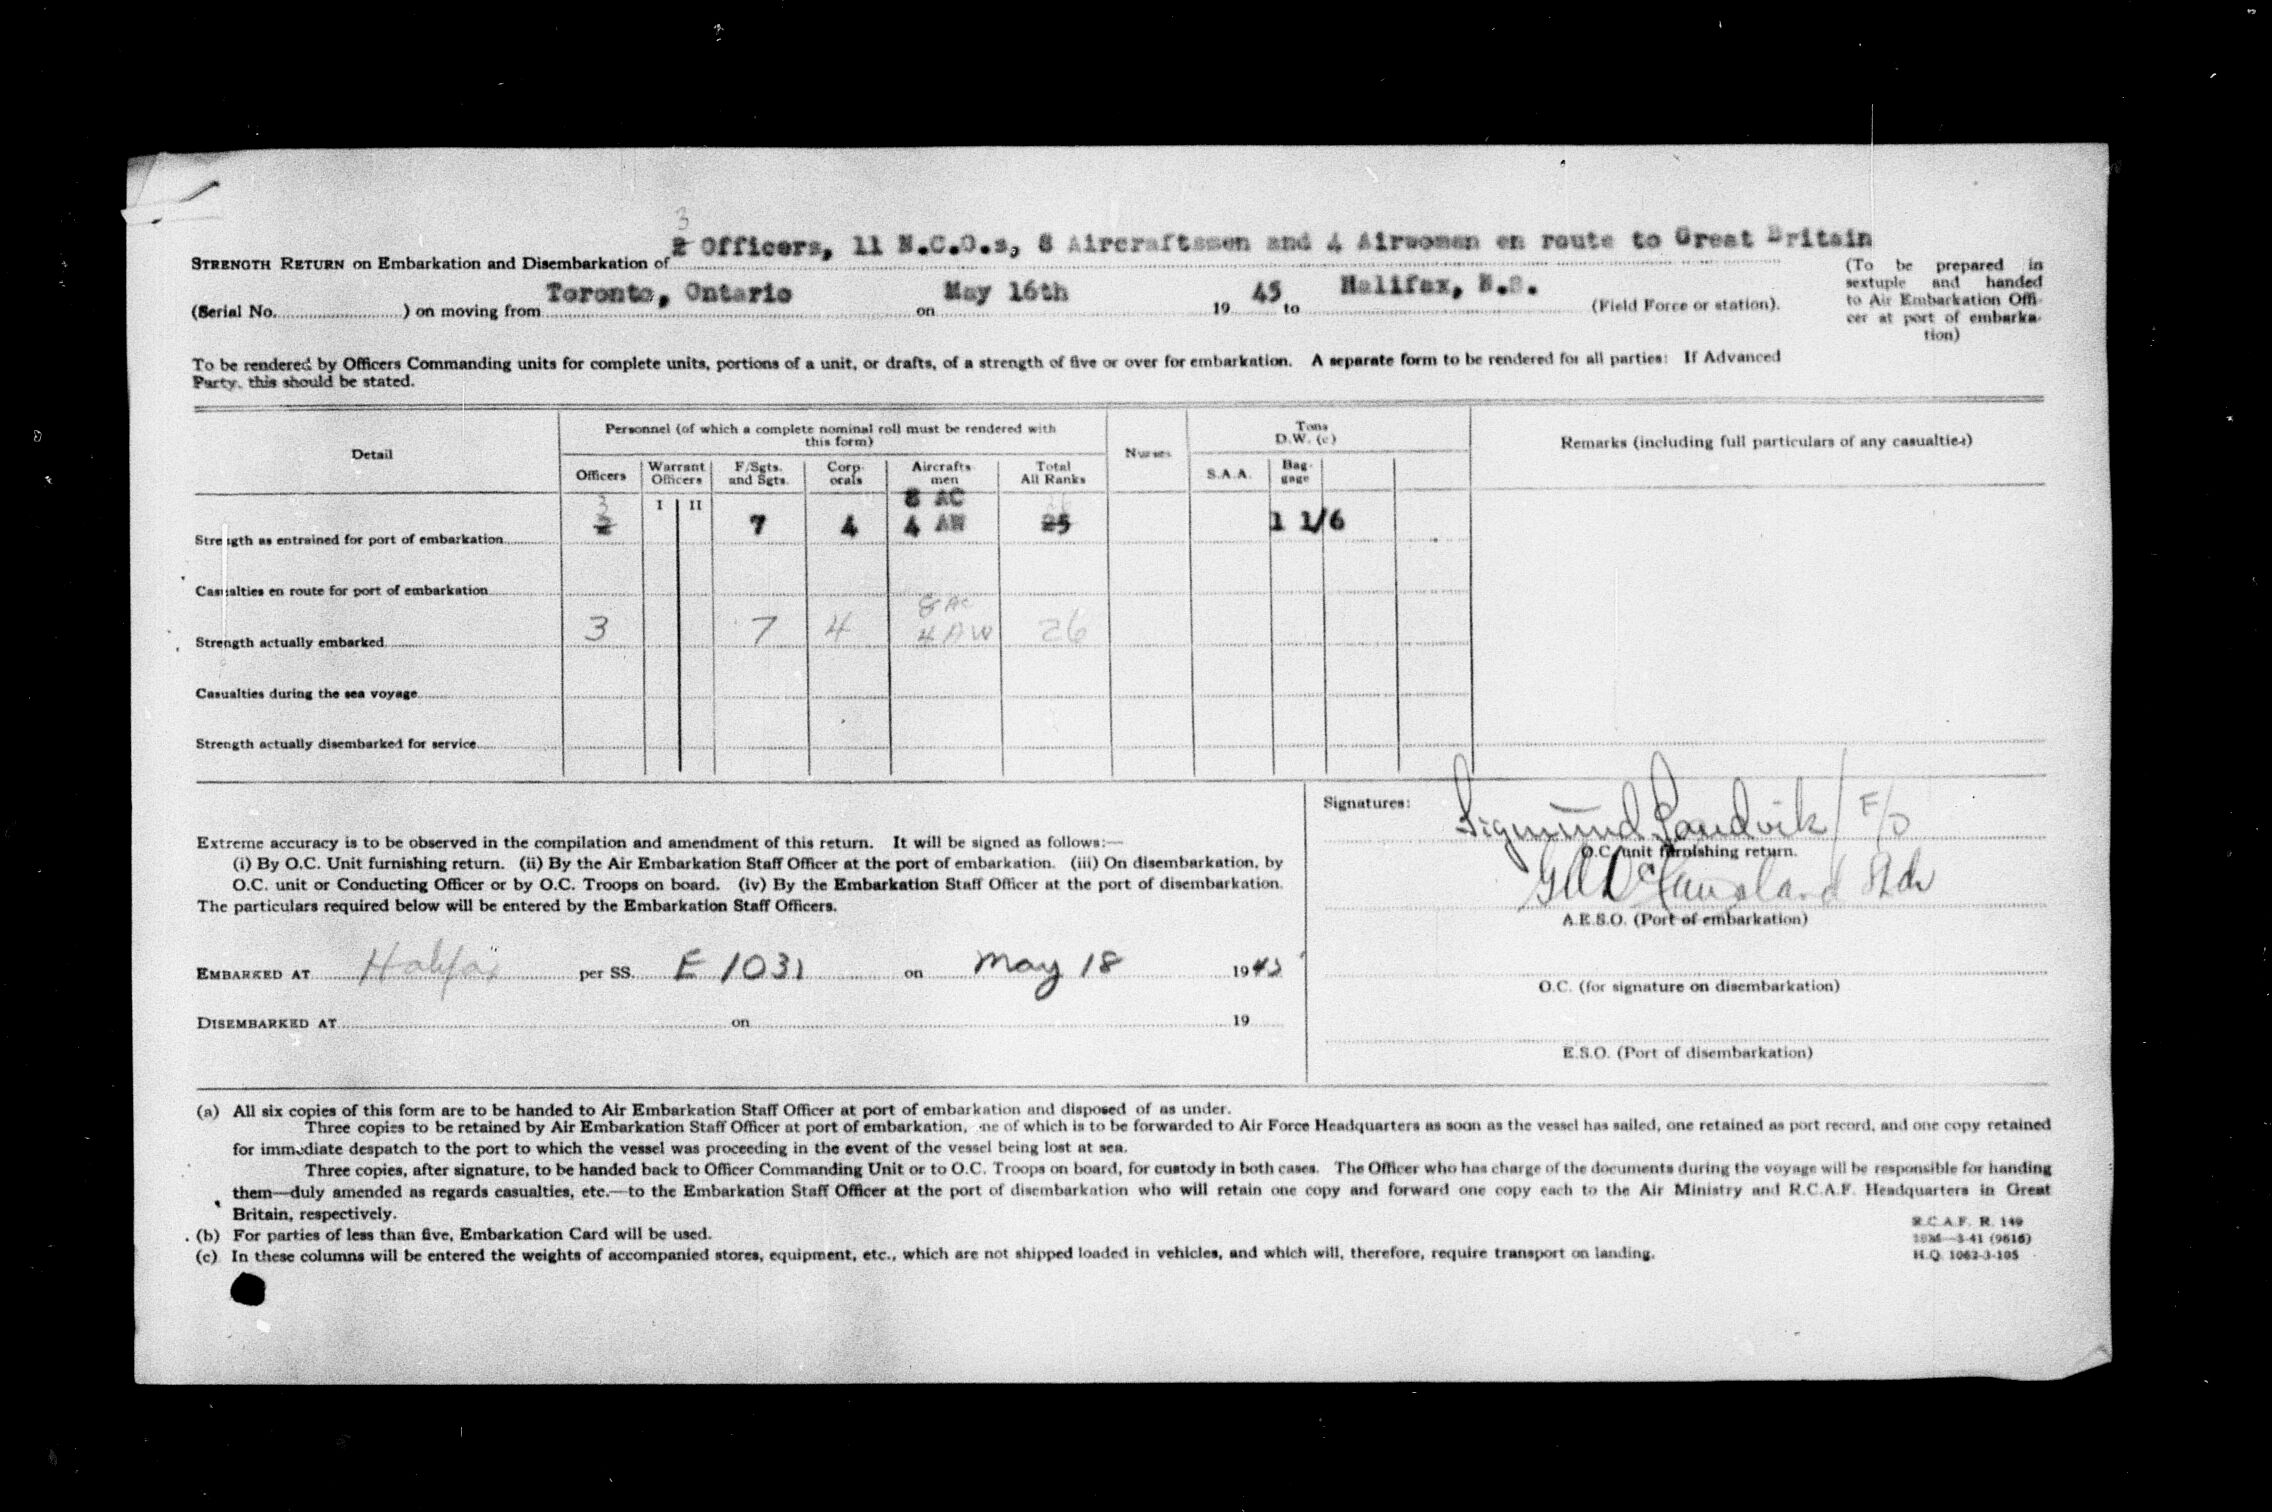 3
2 Officers, 11 N.C.O.s, 8 Aircraftsmen and 4 Airwomen en route to Great Britain
STRENGTH RETURN on Embarkation and Disembarkation of
(To be prepared in sextuple and handed to Air Embarkation Officer at port of embarkation)
(Serial No. ) on moving from Toronto, Ontario on May 16th 1945 to Halifax, N.S. (Field Force or station).
To be rendered by Officers Commanding units for complete units, portions of a unit, or drafts, of a strength of five or over for embarkation. A separate form to be rendered for all parties: If Advanced
Party, this should be stated.
Detail
Personnel (of which a complete nominal roll must be rendered with
this form)
Nurses
Tons
D.W. (c)
Remarks (including full particulars of any casualties)
Officers
Warrant Officers
F/Sgts. and Sgts.
Corporals
Aircraftsmen
Total All Ranks
S.A.A.
Baggage
I II
3 8 AC
Strength as entrained for port of embarkation 2 7 4 4 AW 25 1 1/6
Casualties en route for port of embarkation
8 AC
Strength actually embarked 3 7 4 4 AW 26
Casualties during the sea voyage
Strength actually disembarked for service
Signatures:
Sigmund Sandvik F/O
O.C. unit furnishing return.
A.E.S.O. (Port of embarkation)
O.C. (for signature on disembarkation)
E.S.O. (Port of disembarkation)
Extreme accuracy is to be observed in the compilation and amendment of this return. It will be signed as follows:—
(i) By O.C. Unit furnishing return. (ii) By the Air Embarkation Staff Officer at the port of embarkation. (iii) On disembarkation, by
O.C. unit or Conducting Officer or by O.C. Troops on board. (iv) By the Embarkation Staff Officer at the port of disembarkation.
The particulars required below will be entered by the Embarkation Staff Officers.
EMBARKED AT Halifax per SS. E 1031 on May 18 19
DISEMBARKED AT on 19
(a) All six copies of this form are to be handed to Air Embarkation Staff Officer at port of embarkation and disposed of as under.
Three copies to be retained by Air Embarkation Staff Officer at port of embarkation, ne of which is to be forwarded to Air Force Headquarters as soon as the vessel has sailed, one retained as port record, and one copy retained
for immediate despatch to the port to which the vessel was proceeding in the event of the vessel being lost at sea.
Three copies, after signature, to be handed back to Officer Commanding Unit or to O.C. Troops on board, for custody in both cases. The Officer who has charge of the documents during the voyage will be responsible for handing
them—duly amended as regards casualties, etc.—to the Embarkation Staff Officer at the port of disembarkation who will retain one copy and forward one copy each to the Air Ministry and R.C.A.F. Headquarters in Great
Britain, respectively.
(b) For parties of less than five, Embarkation Card will be used.
(c) In these columns will be entered the weights of accompanied stores, equipment, etc., which are not shipped loaded in vehicles, and which will, therefore, require transport on landing.
R.C.A.F. R. 149
3-41 (9616)
H.Q. 1062-3-105